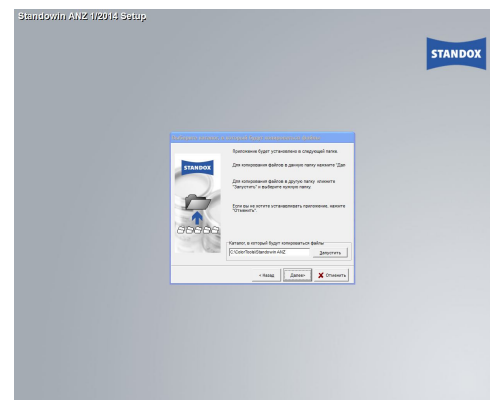 Standowin ANZ 1/2014 Setup
STANDOX
STANDOX
Приложение будет установлено в следующей папке.
Для копирования файлов в данную папку нажмите "Дал
Для копирования файлов в другую папку кликните
"Запустить" и выберите нужную папку.
Если вы не хотите устанавливать приложение, нажмите
"Отменить".
Каталог, в который будут копироваться файлы
C:\ColorTools\Standowin ANZ
Запустить
< Назад
Далее>
Отменить